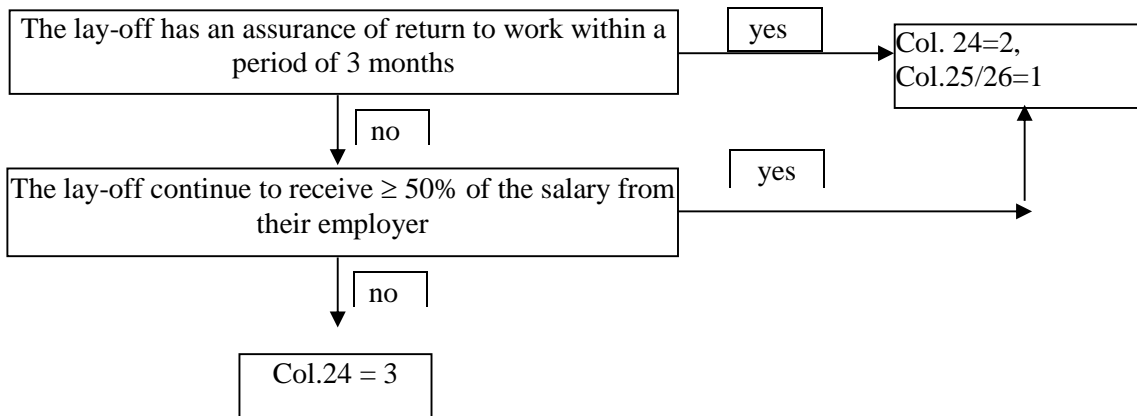 The lay-off has an assurance of return to work within a
period of 3 months
yes
Col. 24=2,
Col.25/26=1
no
The lay-off continue to receive ≥ 50% of the salary from
their employer
yes
no
Col.24 = 3